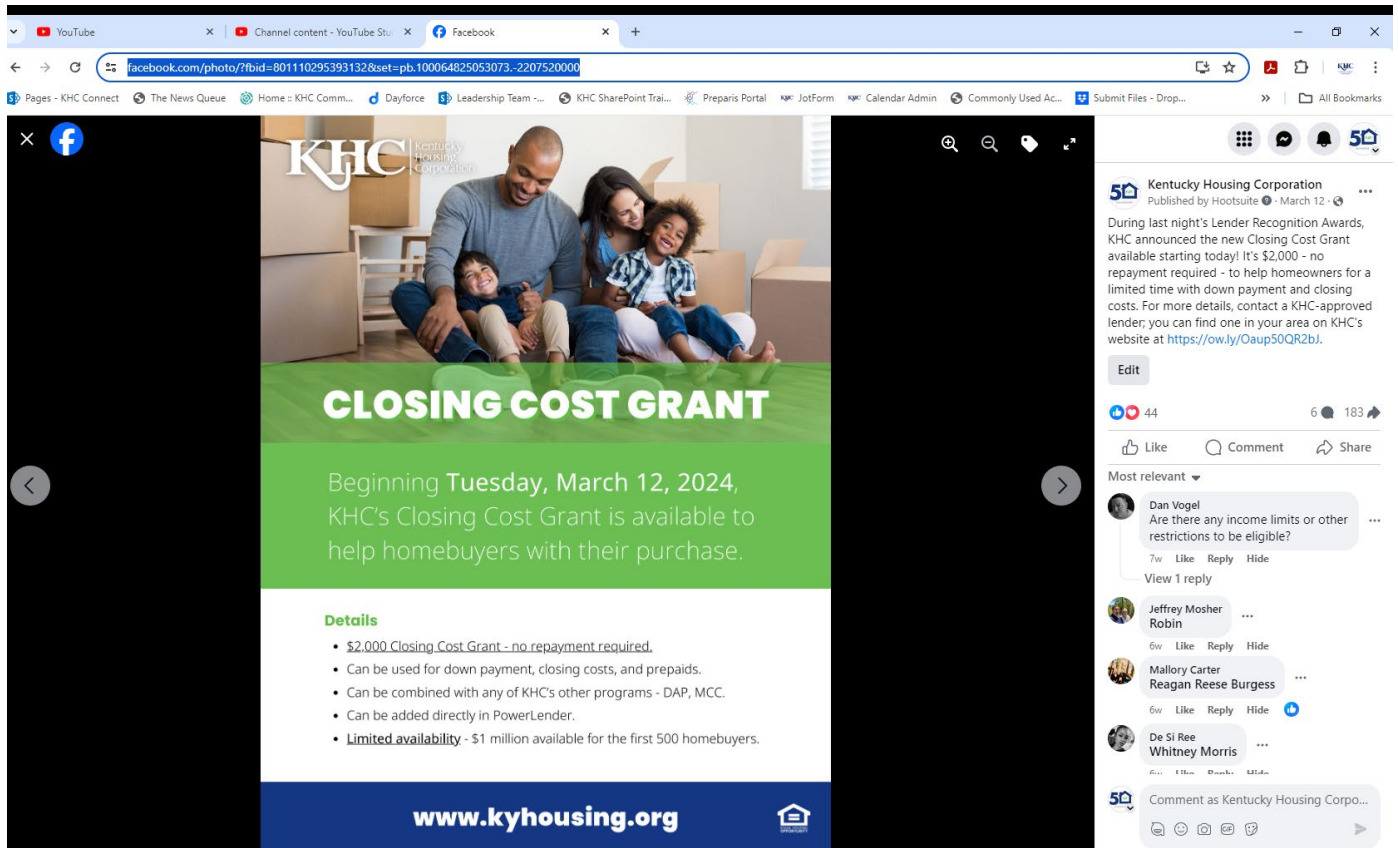 YouTube
Channel content - YouTube Stu
Facebook
facebook.com/photo/?fbid=801110295393132&set=pb.100064825053073.-2207520000
Pages - KHC Connect
The News Queue
Home :: KHC Comm...
Dayforce
Leadership Team -...
KHC SharePoint Trai...
Preparis Portal
JotForm
Calendar Admin
Commonly Used Ac...
Submit Files - Drop...
All Bookmarks
KHC Kentucky
Housing
Corporation
CLOSING COST GRANT
Beginning Tuesday, March 12, 2024,
KHC's Closing Cost Grant is available to
help homebuyers with their purchase.
Details
• $2,000 Closing Cost Grant - no repayment required.
• Can be used for down payment, closing costs, and prepaids.
• Can be combined with any of KHC's other programs - DAP, MCC.
• Can be added directly in PowerLender.
• Limited availability - $1 million available for the first 500 homebuyers.
www.kyhousing.org
Kentucky Housing Corporation
Published by Hootsuite · March 12 ·
During last night's Lender Recognition Awards,
KHC announced the new Closing Cost Grant
available starting today! It's $2,000 - no
repayment required - to help homeowners for a
limited time with down payment and closing
costs. For more details, contact a KHC-approved
lender; you can find one in your area on KHC's
website at https://ow.ly/Oaup50QR2bJ.
Edit
44 6 183
Like Comment Share
Most relevant
Dan Vogel
Are there any income limits or other
restrictions to be eligible?
7w Like Reply Hide
View 1 reply
Jeffrey Mosher
Robin
6w Like Reply Hide
Mallory Carter
Reagan Reese Burgess
6w Like Reply Hide
De Si Ree
Whitney Morris
6w Like Reply Hide
Comment as Kentucky Housing Corpo...
GIF